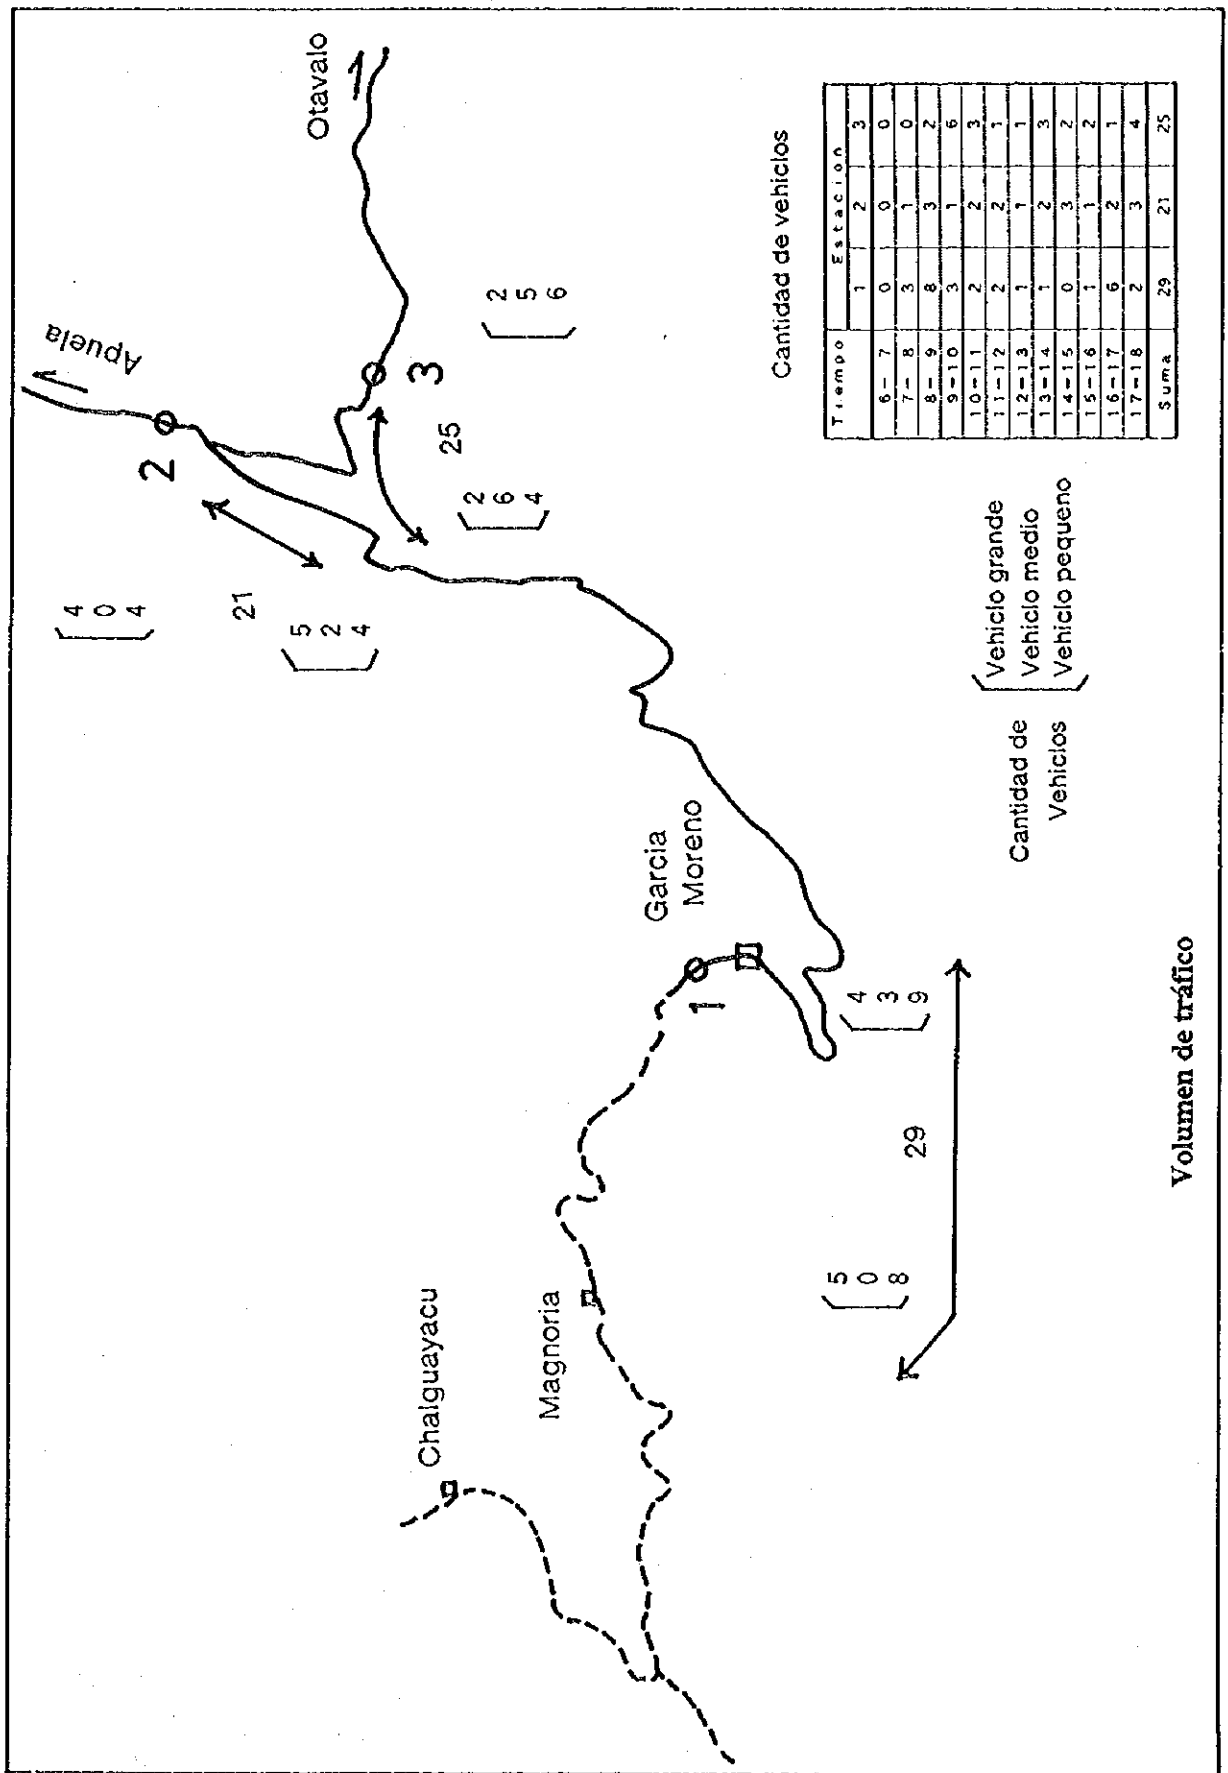 Apuela
4
0
4
2
21
5
2
4
Otavalo
3
25
2
6
4
2
5
6
Chalguayacu
Magnoria
Garcia
Moreno
1
4
3
9
5
0
8
29
Cantidad de vehiclos
Tiempo Estacion
1 2 3
6-7 0 0 0
7-8 3 1 0
8-9 8 3 2
9-10 3 1 6
10-11 2 2 3
11-12 2 2 1
12-13 1 1 1
13-14 1 2 3
14-15 0 3 2
15-16 1 1 2
16-17 6 2 1
17-18 2 3 4
Suma 29 21 25
Cantidad de
Vehiclos
Vehiclo grande
Vehiclo medio
Vehiclo pequeno
Volumen de tráfico